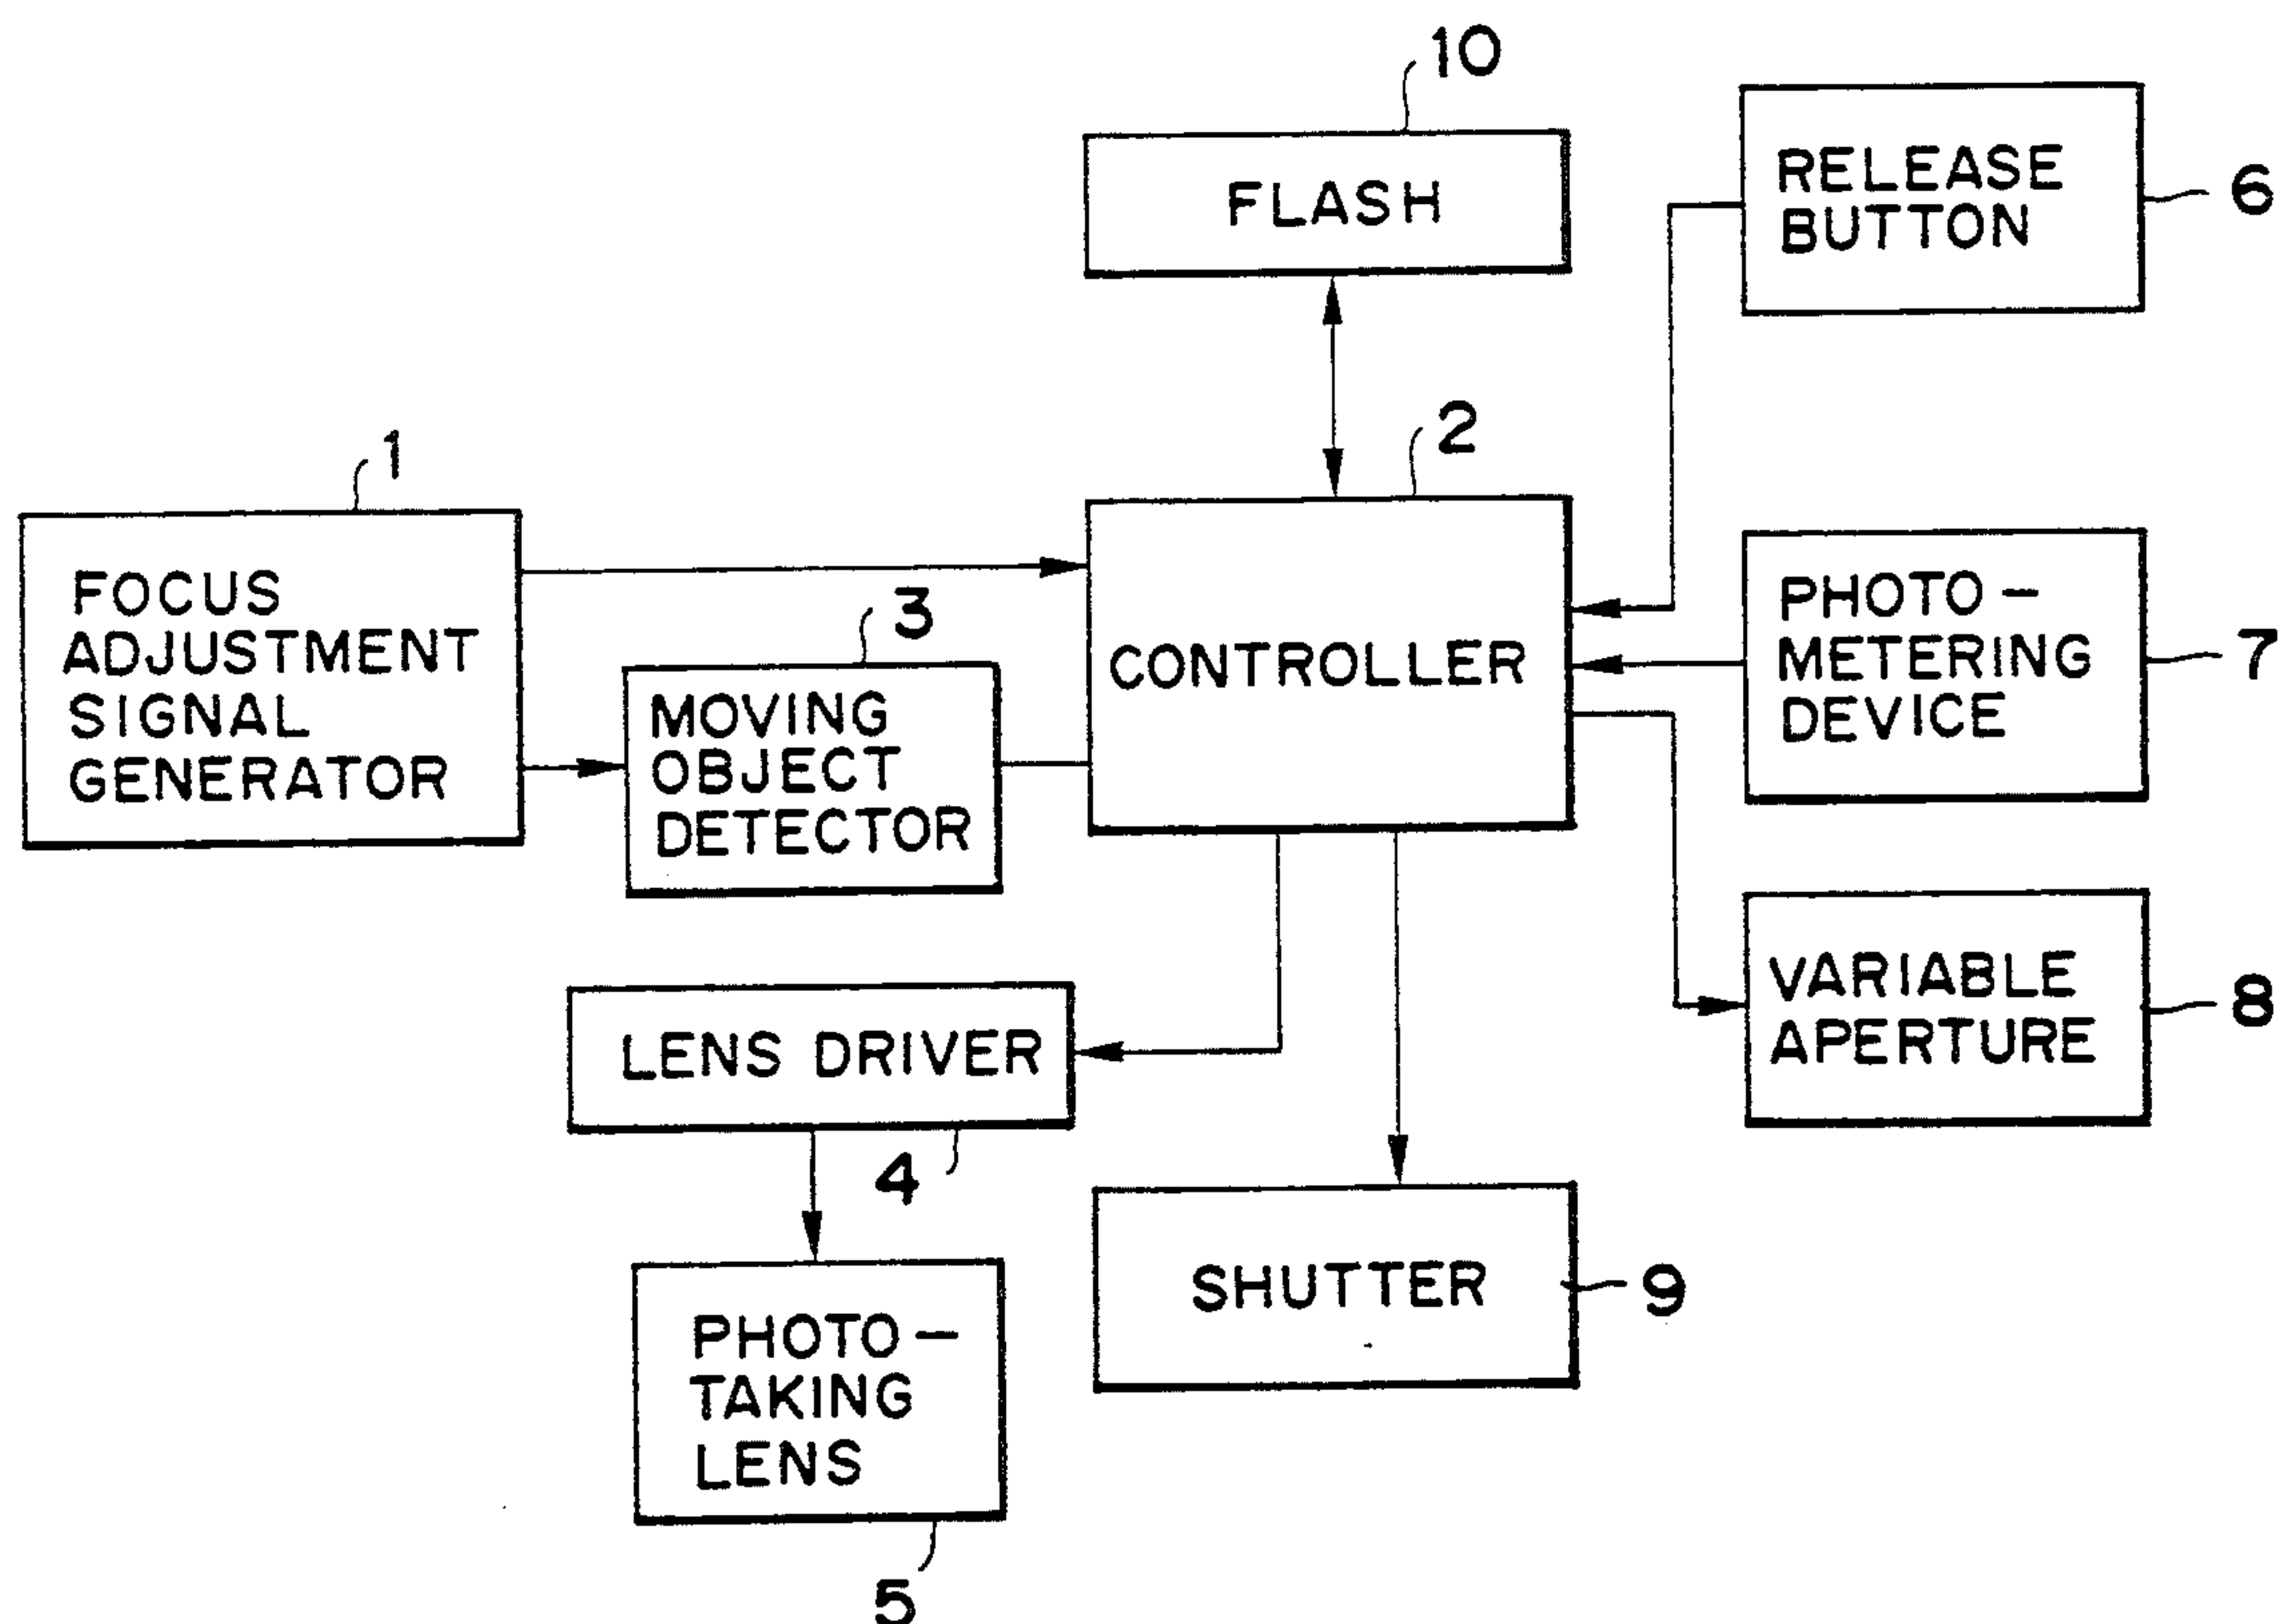 10
FLASH
RELEASE
BUTTON
6
1
FOCUS
ADJUSTMENT
SIGNAL
GENERATOR
3
MOVING
OBJECT
DETECTOR
2
CONTROLLER
PHOTO-
METERING
DEVICE
7
VARIABLE
APERTURE
8
LENS DRIVER
4
PHOTO-
TAKING
LENS
5
SHUTTER
9